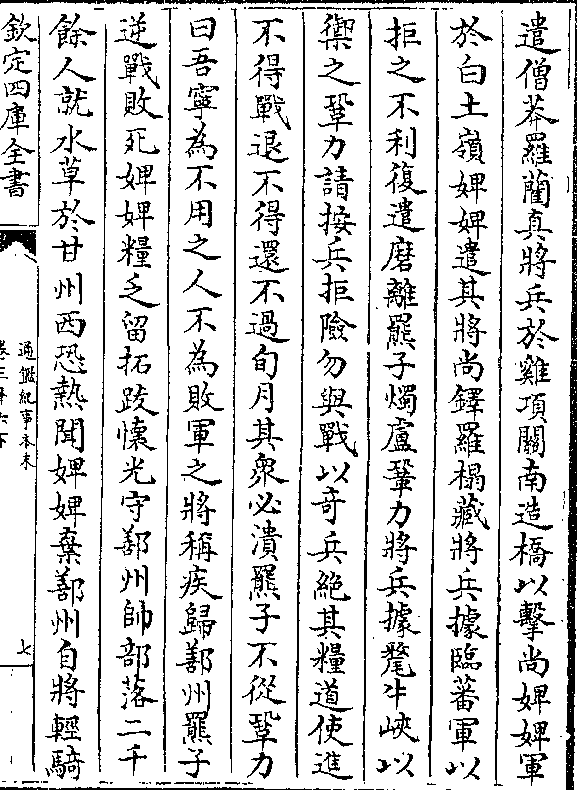 遣僧莽羅藺真將兵於雞項關南造橋以擊尚婢婢軍
於白土嶺婢婢遣其將尚鐸羅榻藏將兵據臨蕃軍以
拒之不利復遣磨離羆子燭盧鞏力將兵據氂牛峽以
禦之鞏力請按兵拒險勿與戰以奇兵絶其糧道使進
不得戰退不得還不過旬月其衆必潰羆子不從鞏力
曰吾寧為不用之人不為敗軍之將稱疾歸鄯州羆子
逆戰敗死婢婢糧乏留拓跋懷光守鄯州帥部落二千
餘人就水草於甘州西恐熱聞婢婢棄鄯州自將輕騎
欽定四庫全書
通鑑紀事本末
七